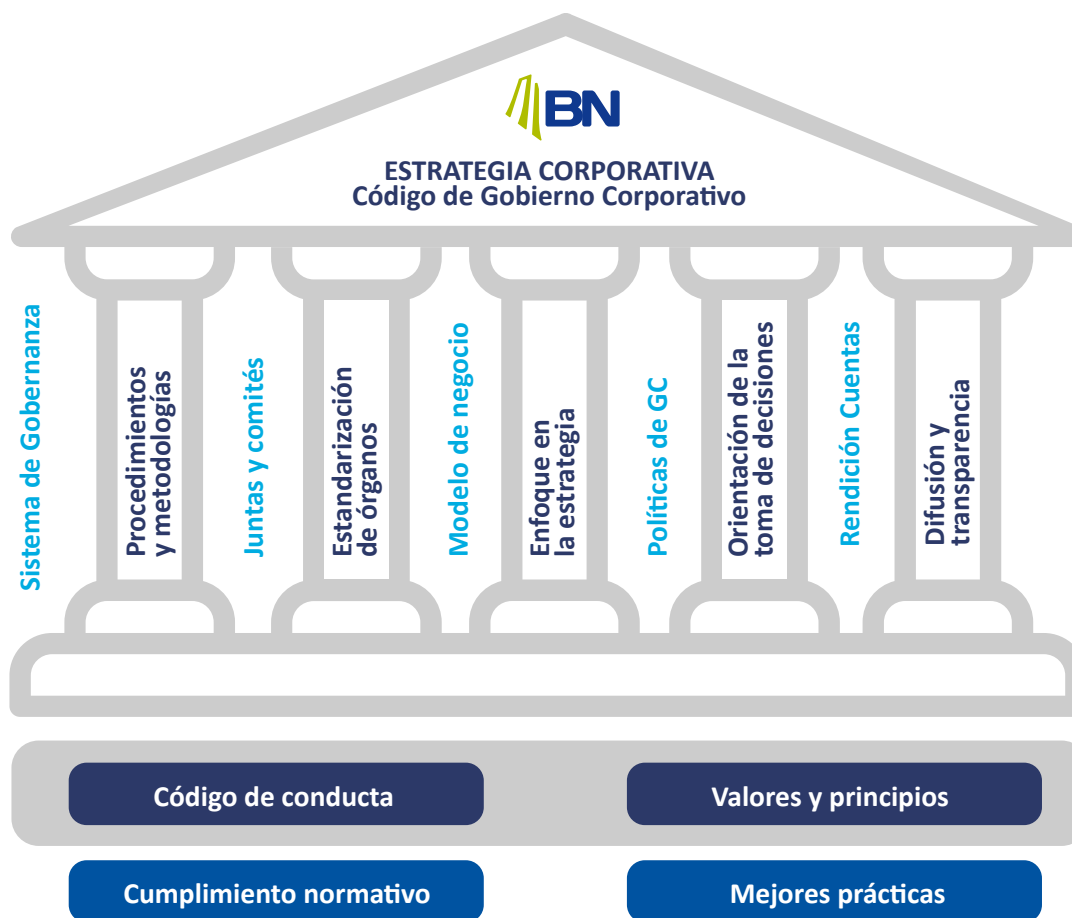 BN
ESTRATEGIA CORPORATIVA
Código de Gobierno Corporativo
Sistema de Gobernanza
Procedimientos
y metodologías
Juntas y comités
Estandarización
de órganos
Modelo de negocio
Enfoque en
la estrategia
Políticas de GC
Orientación de la
toma de decisiones
Rendición Cuentas
Difusión y
transparencia
Código de conducta
Valores y principios
Cumplimiento normativo
Mejores prácticas